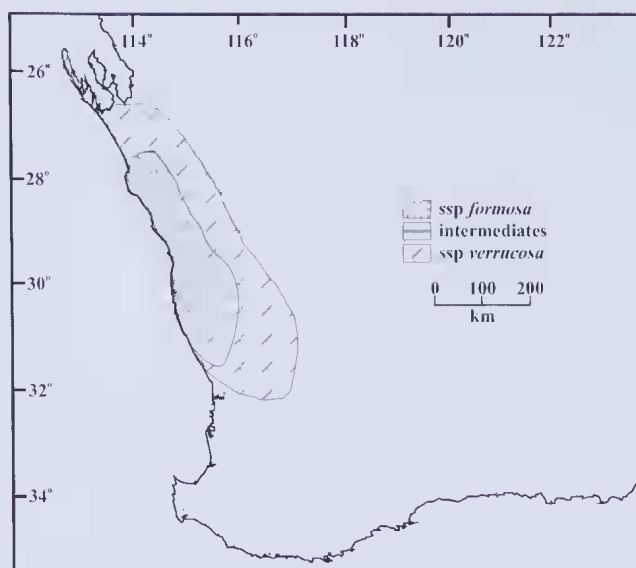 114° 116° 118° 120° 122°
26°
28°
ssp formosa
intermediates
ssp verrucosa
30°
0 100 200
km
32°
34°